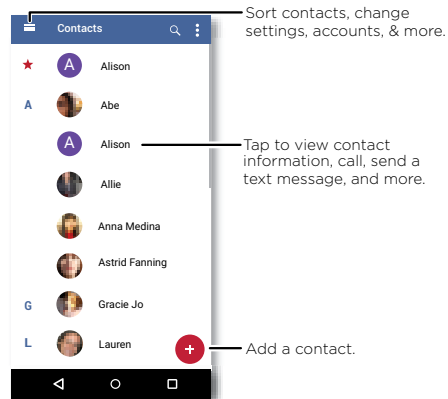 Sort contacts, change
settings, accounts, & more.
Contacts
A Alison
A Abe
A Alison
Tap to view contact
information, call, send a
text message, and more.
Allie
Anna Medina
Astrid Fanning
G Gracie Jo
L Lauren
Add a contact.